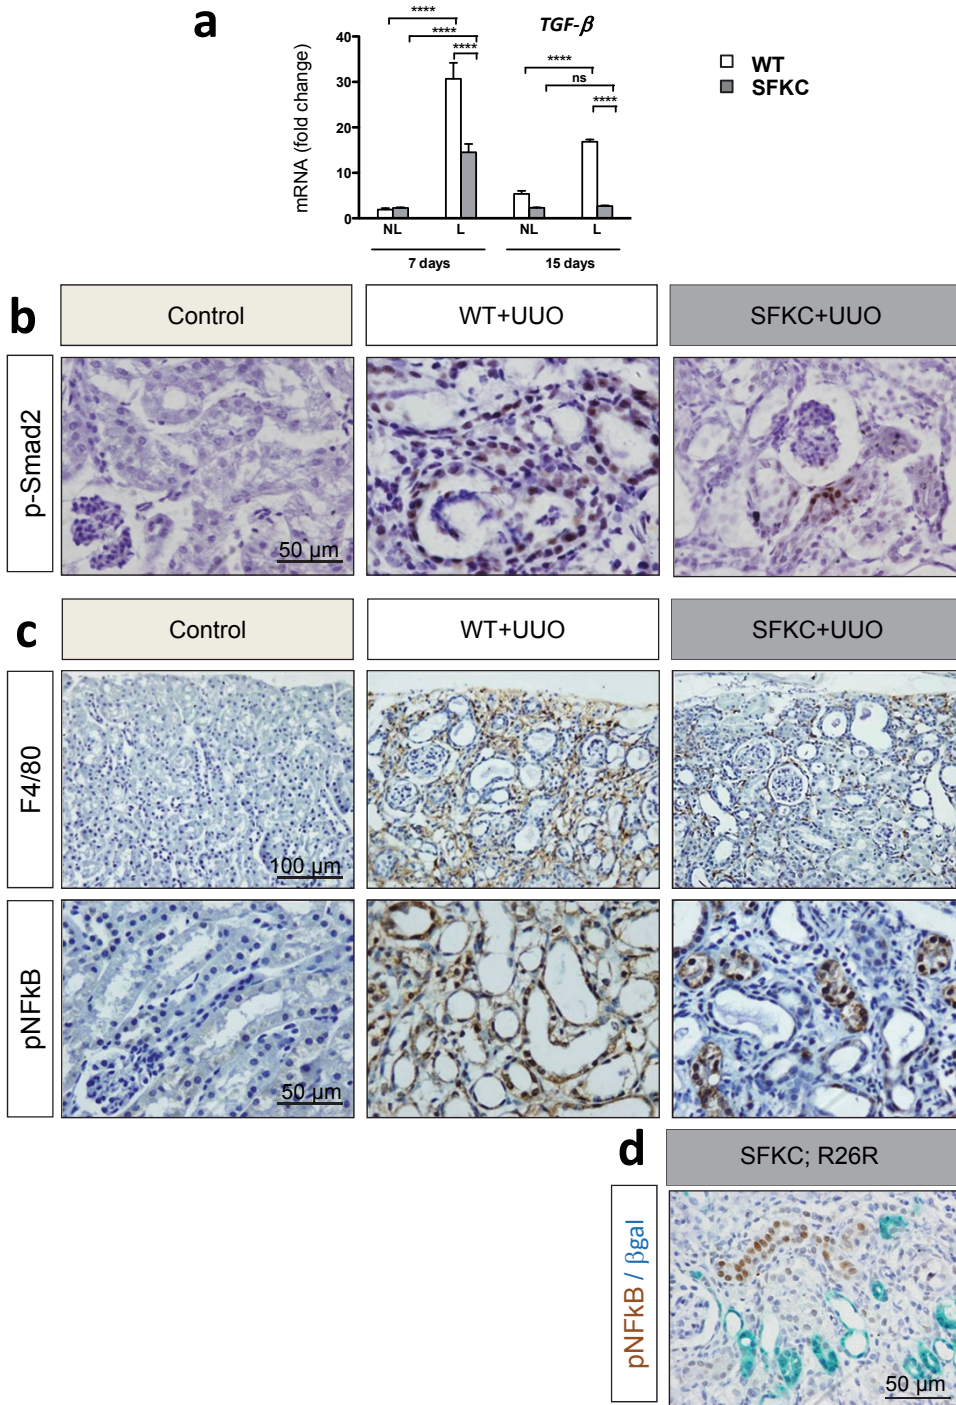 a
TGF-β
****
****
****
****
ns
****
WT
SFKC
mRNA (fold change)
40
30
20
10
0
NL L NL L
7 days 15 days
b
Control WT+UUO SFKC+UUO
p-Smad2
50 µm
c
Control WT+UUO SFKC+UUO
F4/80
100 µm
pNFkB
50 µm
d
SFKC; R26R
pNFkB / βgal
50 µm